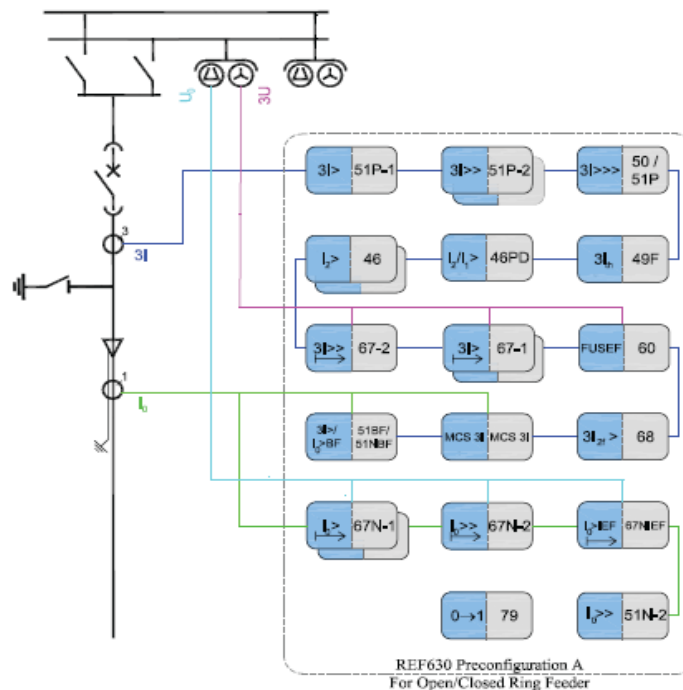 U₀
3U
3I> 51P-1
3I>> 51P-2
3I>>> 50 / 51P
3
3I
I₂> 46
I₂/I₁> 46PD
3Iₜₕ 49F
3I>> 67-2
3I> 67-1
FUSEF 60
1
I₀
3I>/ I₀>BF 51BF/ 51NBF
MCS 3I MCS 3I
3I₂f > 68
I₀> 67N-1
I₀>> 67N-2
I₀>IEF 67NIEF
0→1 79
I₀>> 51N-2
REF630 Preconfiguration A
For Open/Closed Ring Feeder